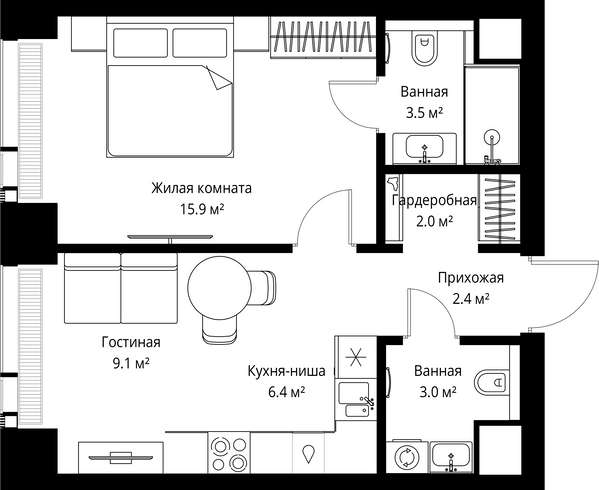 Ванная
3.5 м²
Жилая комната
15.9 м²
Гардеробная
2.0 м²
Прихожая
2.4 м²
Гостиная
9.1 м²
Кухня-ниша
6.4 м²
Ванная
3.0 м²